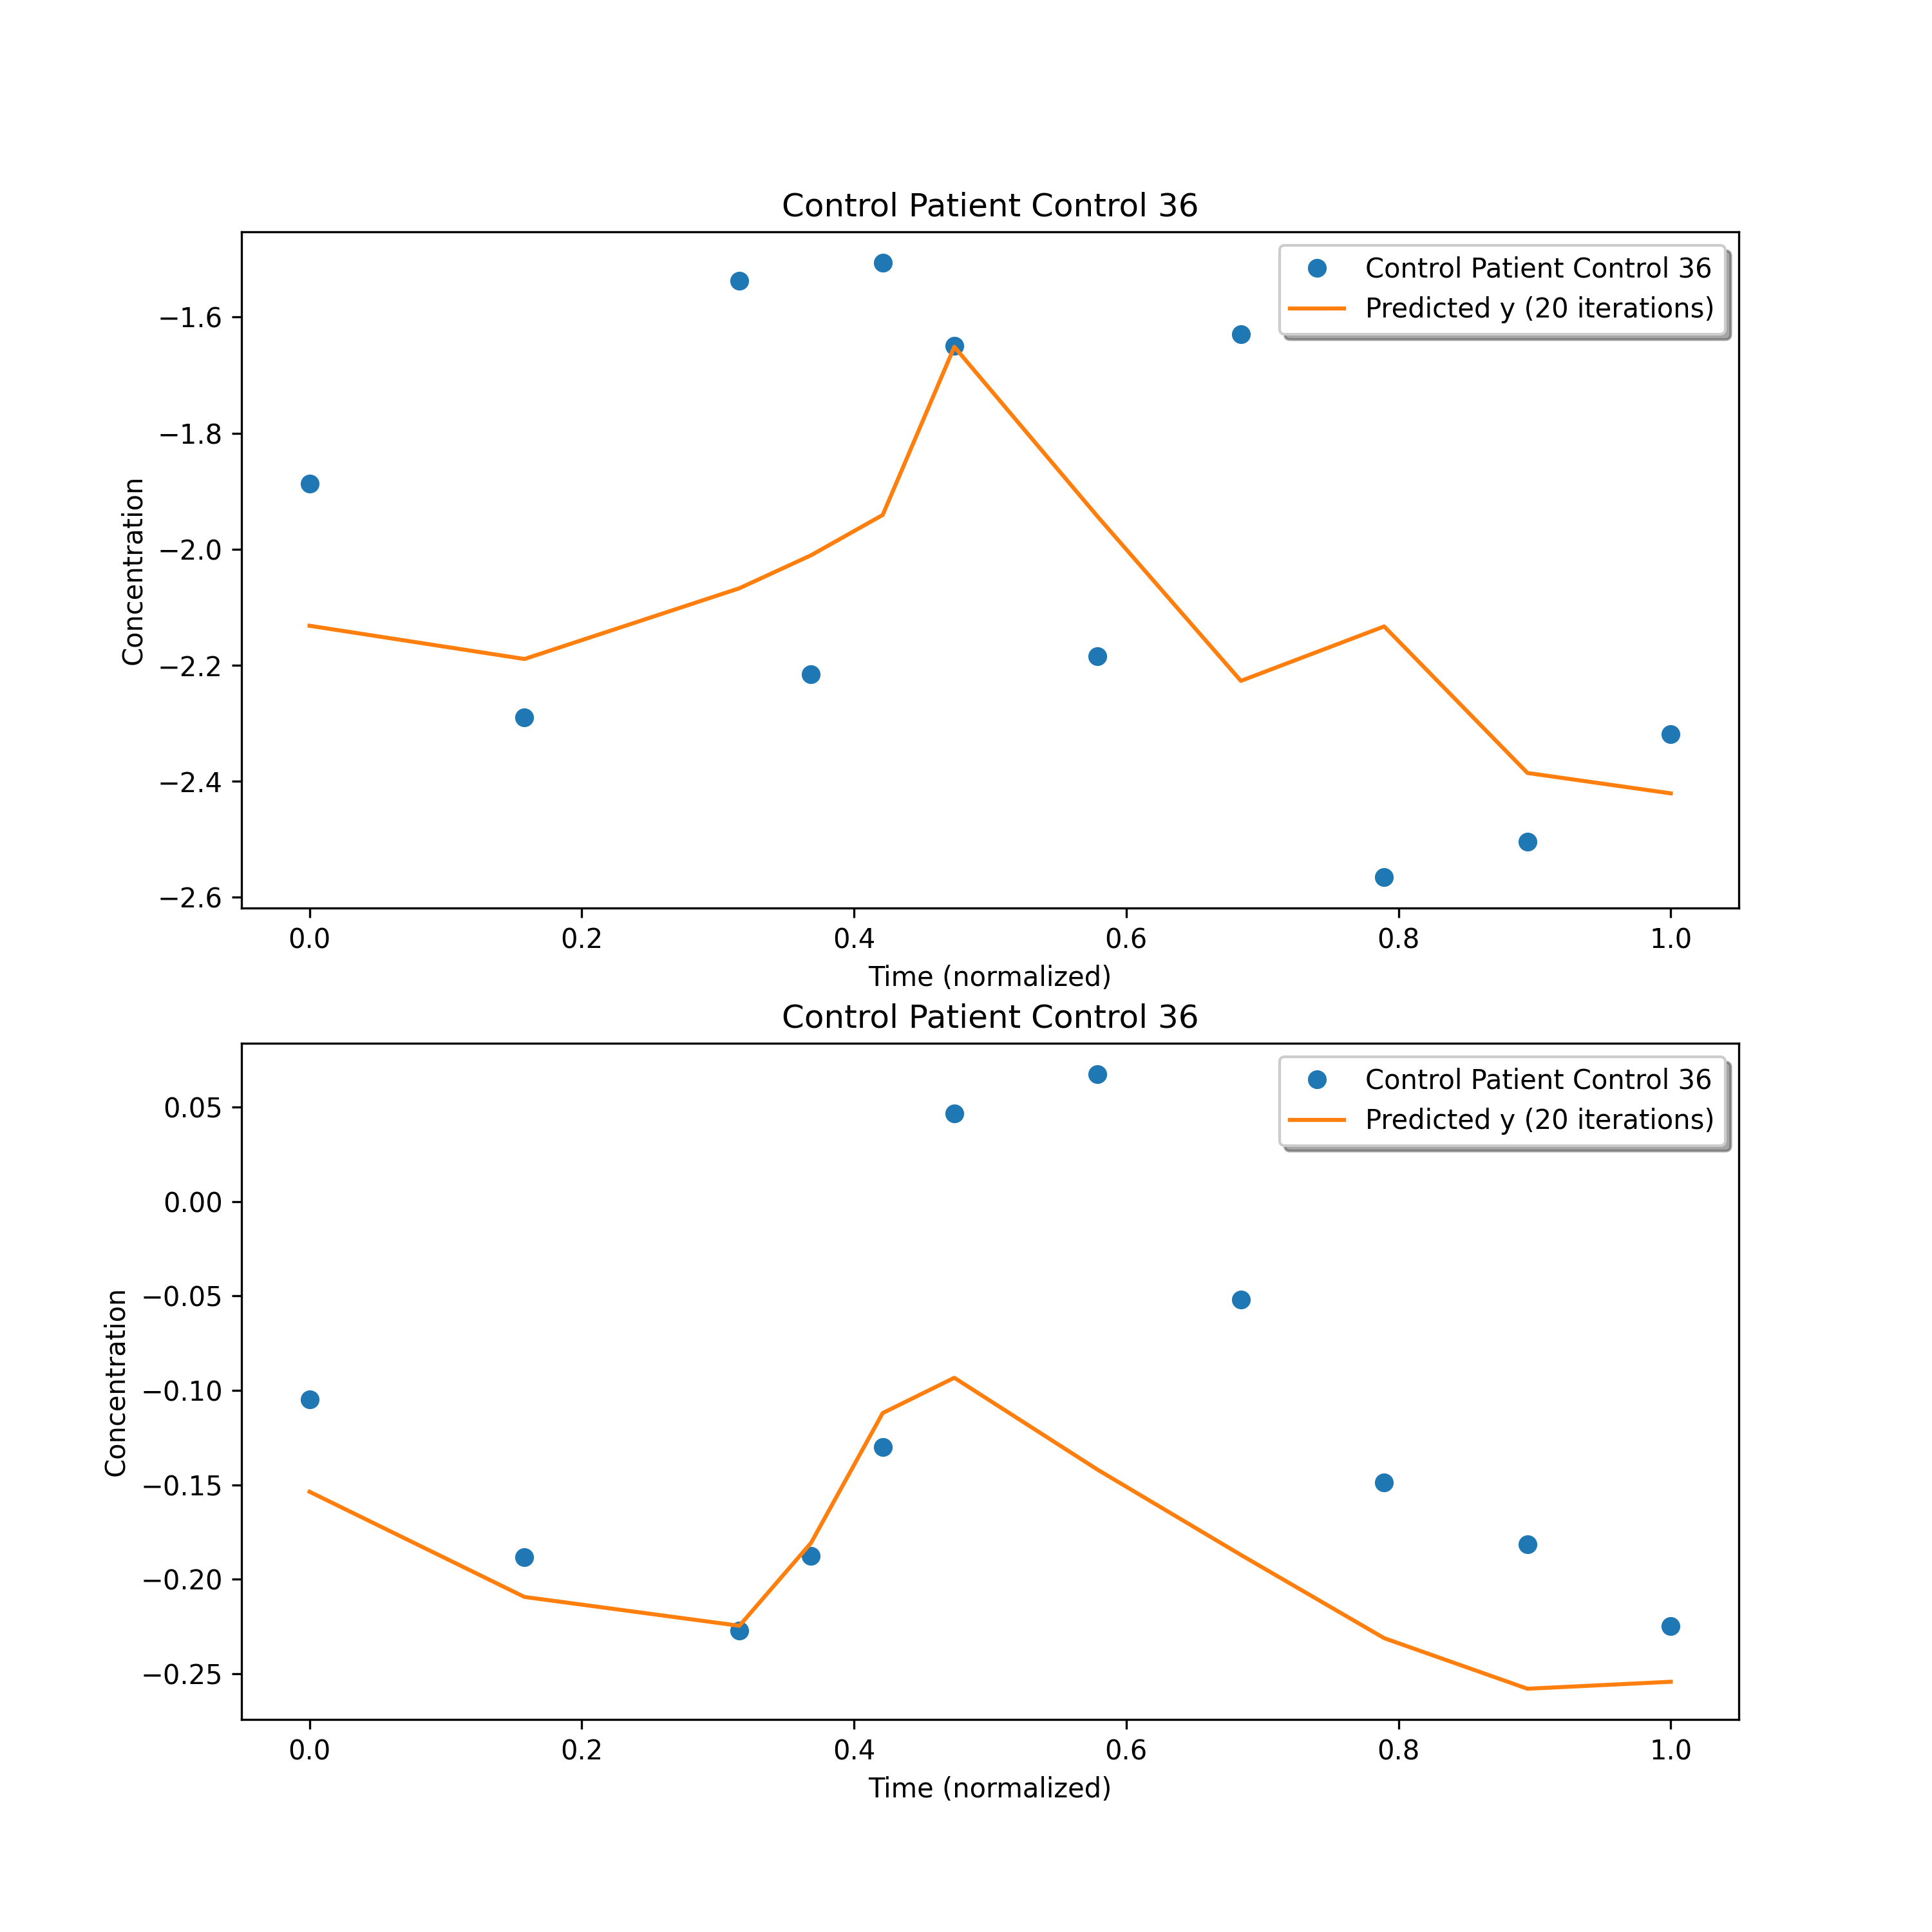 Control Patient Control 36
Control Patient Control 36
Predicted y (20 iterations)
−1.6
−1.8
−2.0
−2.2
−2.4
−2.6
Concentration
0.0 0.2 0.4 0.6 0.8 1.0
Time (normalized)
Control Patient Control 36
Control Patient Control 36
Predicted y (20 iterations)
0.05
0.00
−0.05
−0.10
−0.15
−0.20
−0.25
Concentration
0.0 0.2 0.4 0.6 0.8 1.0
Time (normalized)